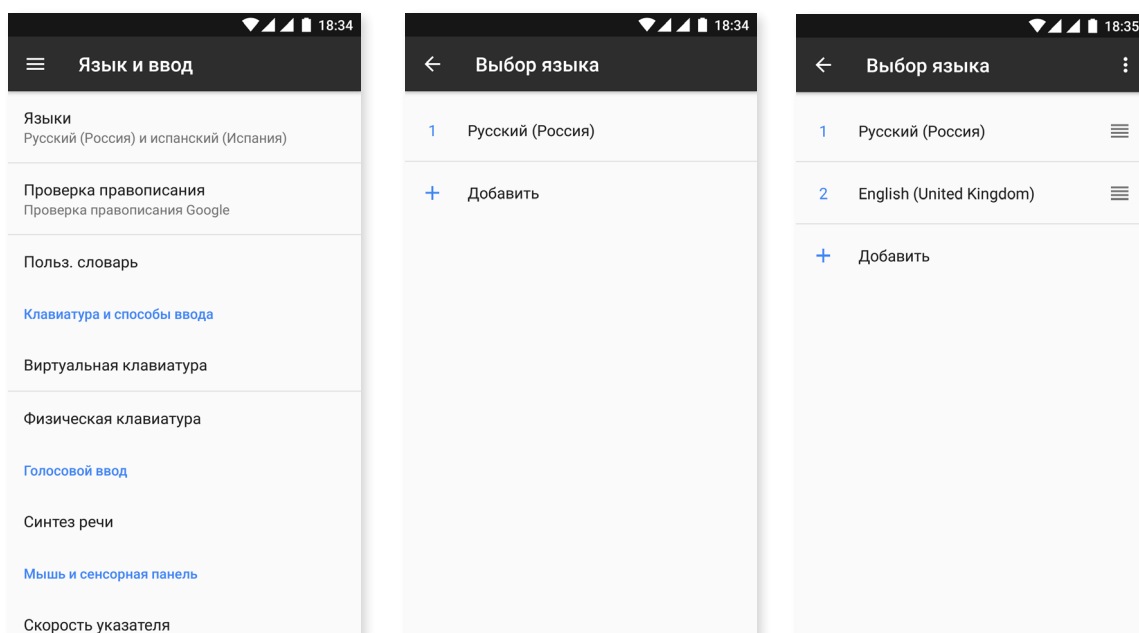 18:34
Язык и ввод
Языки
Русский (Россия) и испанский (Испания)
Проверка правописания
Проверка правописания Google
Польз. словарь
Клавиатура и способы ввода
Виртуальная клавиатура
Физическая клавиатура
Голосовой ввод
Синтез речи
Мышь и сенсорная панель
Скорость указателя
18:34
Выбор языка
1 Русский (Россия)
+ Добавить
18:35
Выбор языка
1 Русский (Россия)
2 English (United Kingdom)
+ Добавить